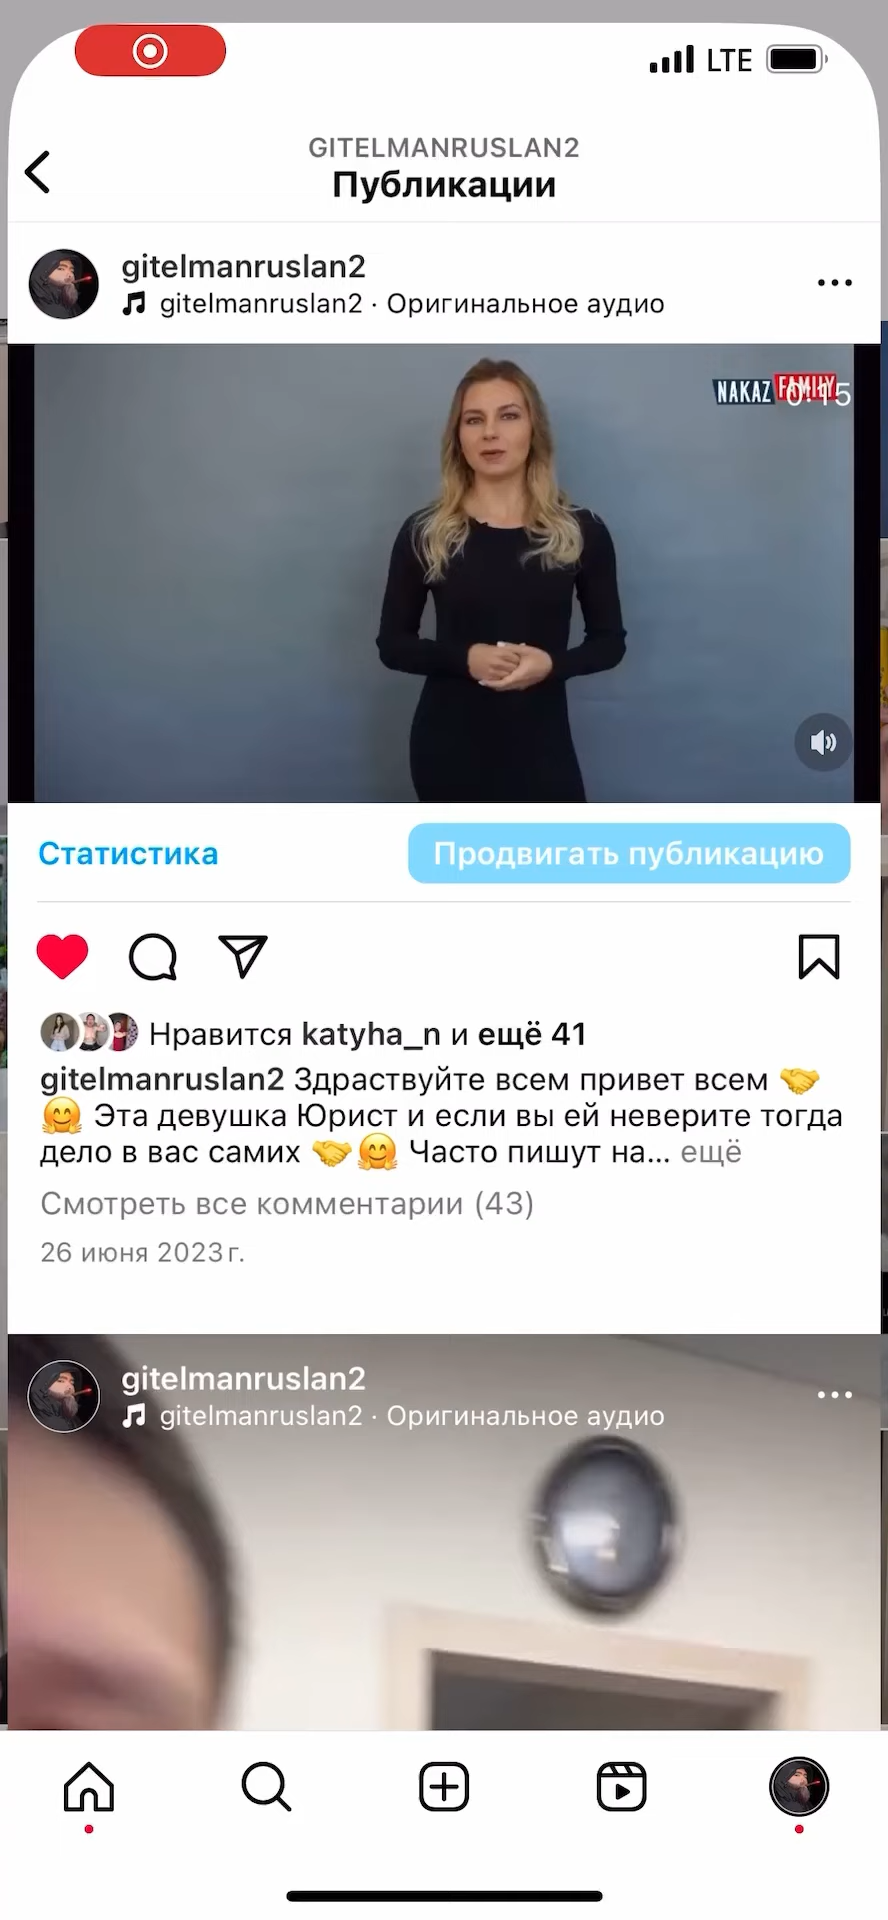 LTE
GITELMANRUSLAN2
Публикации
gitelmanruslan2
gitelmanruslan2 · Оригинальное аудио
NAKAZ FAMILY
0:15
Статистика
Продвигать публикацию
Нравится katyha_n и ещё 41
gitelmanruslan2 Здраствуйте всем привет всем 🤝
🤗 Эта девушка Юрист и если вы ей неверите тогда
дело в вас самих 🤝🤗 Часто пишут на... ещё
Смотреть все комментарии (43)
26 июня 2023 г.
gitelmanruslan2
gitelmanruslan2 · Оригинальное аудио